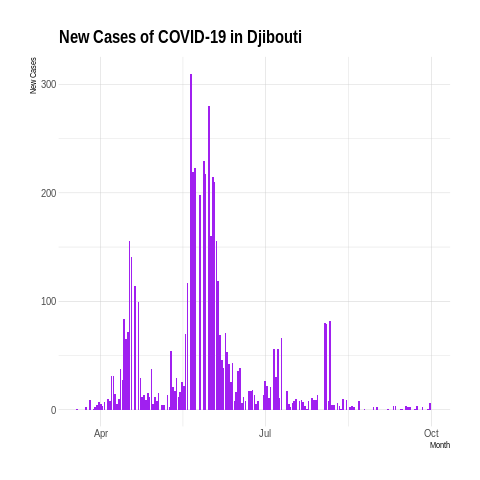 New Cases of COVID-19 in Djibouti
New Cases
300
200
100
0
Apr
Jul
Oct
Month